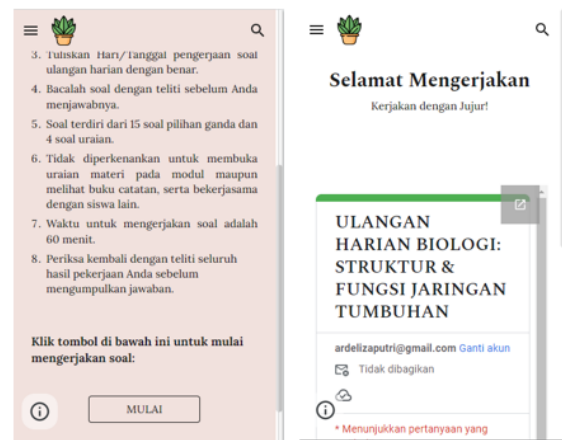 3. Tuliskan Hari/Tanggal pengerjaan soal
ulangan harian dengan benar.
4. Bacalah soal dengan teliti sebelum Anda
menjawabnya.
5. Soal terdiri dari 15 soal pilihan ganda dan
4 soal uraian.
6. Tidak diperkenankan untuk membuka
uraian materi pada modul maupun
melihat buku catatan, serta bekerjasama
dengan siswa lain.
7. Waktu untuk mengerjakan soal adalah
60 menit.
8. Periksa kembali dengan teliti seluruh
hasil pekerjaan Anda sebelum
mengumpulkan jawaban.
Klik tombol di bawah ini untuk mulai
mengerjakan soal:
MULAI
Selamat Mengerjakan
Kerjakan dengan Jujur!
ULANGAN
HARIAN BIOLOGI:
STRUKTUR &
FUNGSI JARINGAN
TUMBUHAN
ardelizaputri@gmail.com Ganti akun
Tidak dibagikan
* Menunjukkan pertanyaan yang